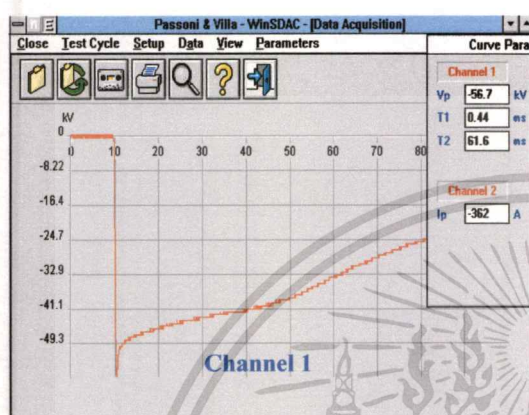 Passoni & Villa - WinSDAC - [Data Acquisition]
Close Test Cycle Setup Data View Parameters
Curve Para
Channel 1
Vp -56.7 kV
T1 0.44 ms
T2 61.6 ms
Channel 2
Ip -362 A
kV
0
0 10 20 30 40 50 60 70 80
-8.22
-16.4
-24.7
-32.9
-41.1
-49.3
Channel 1